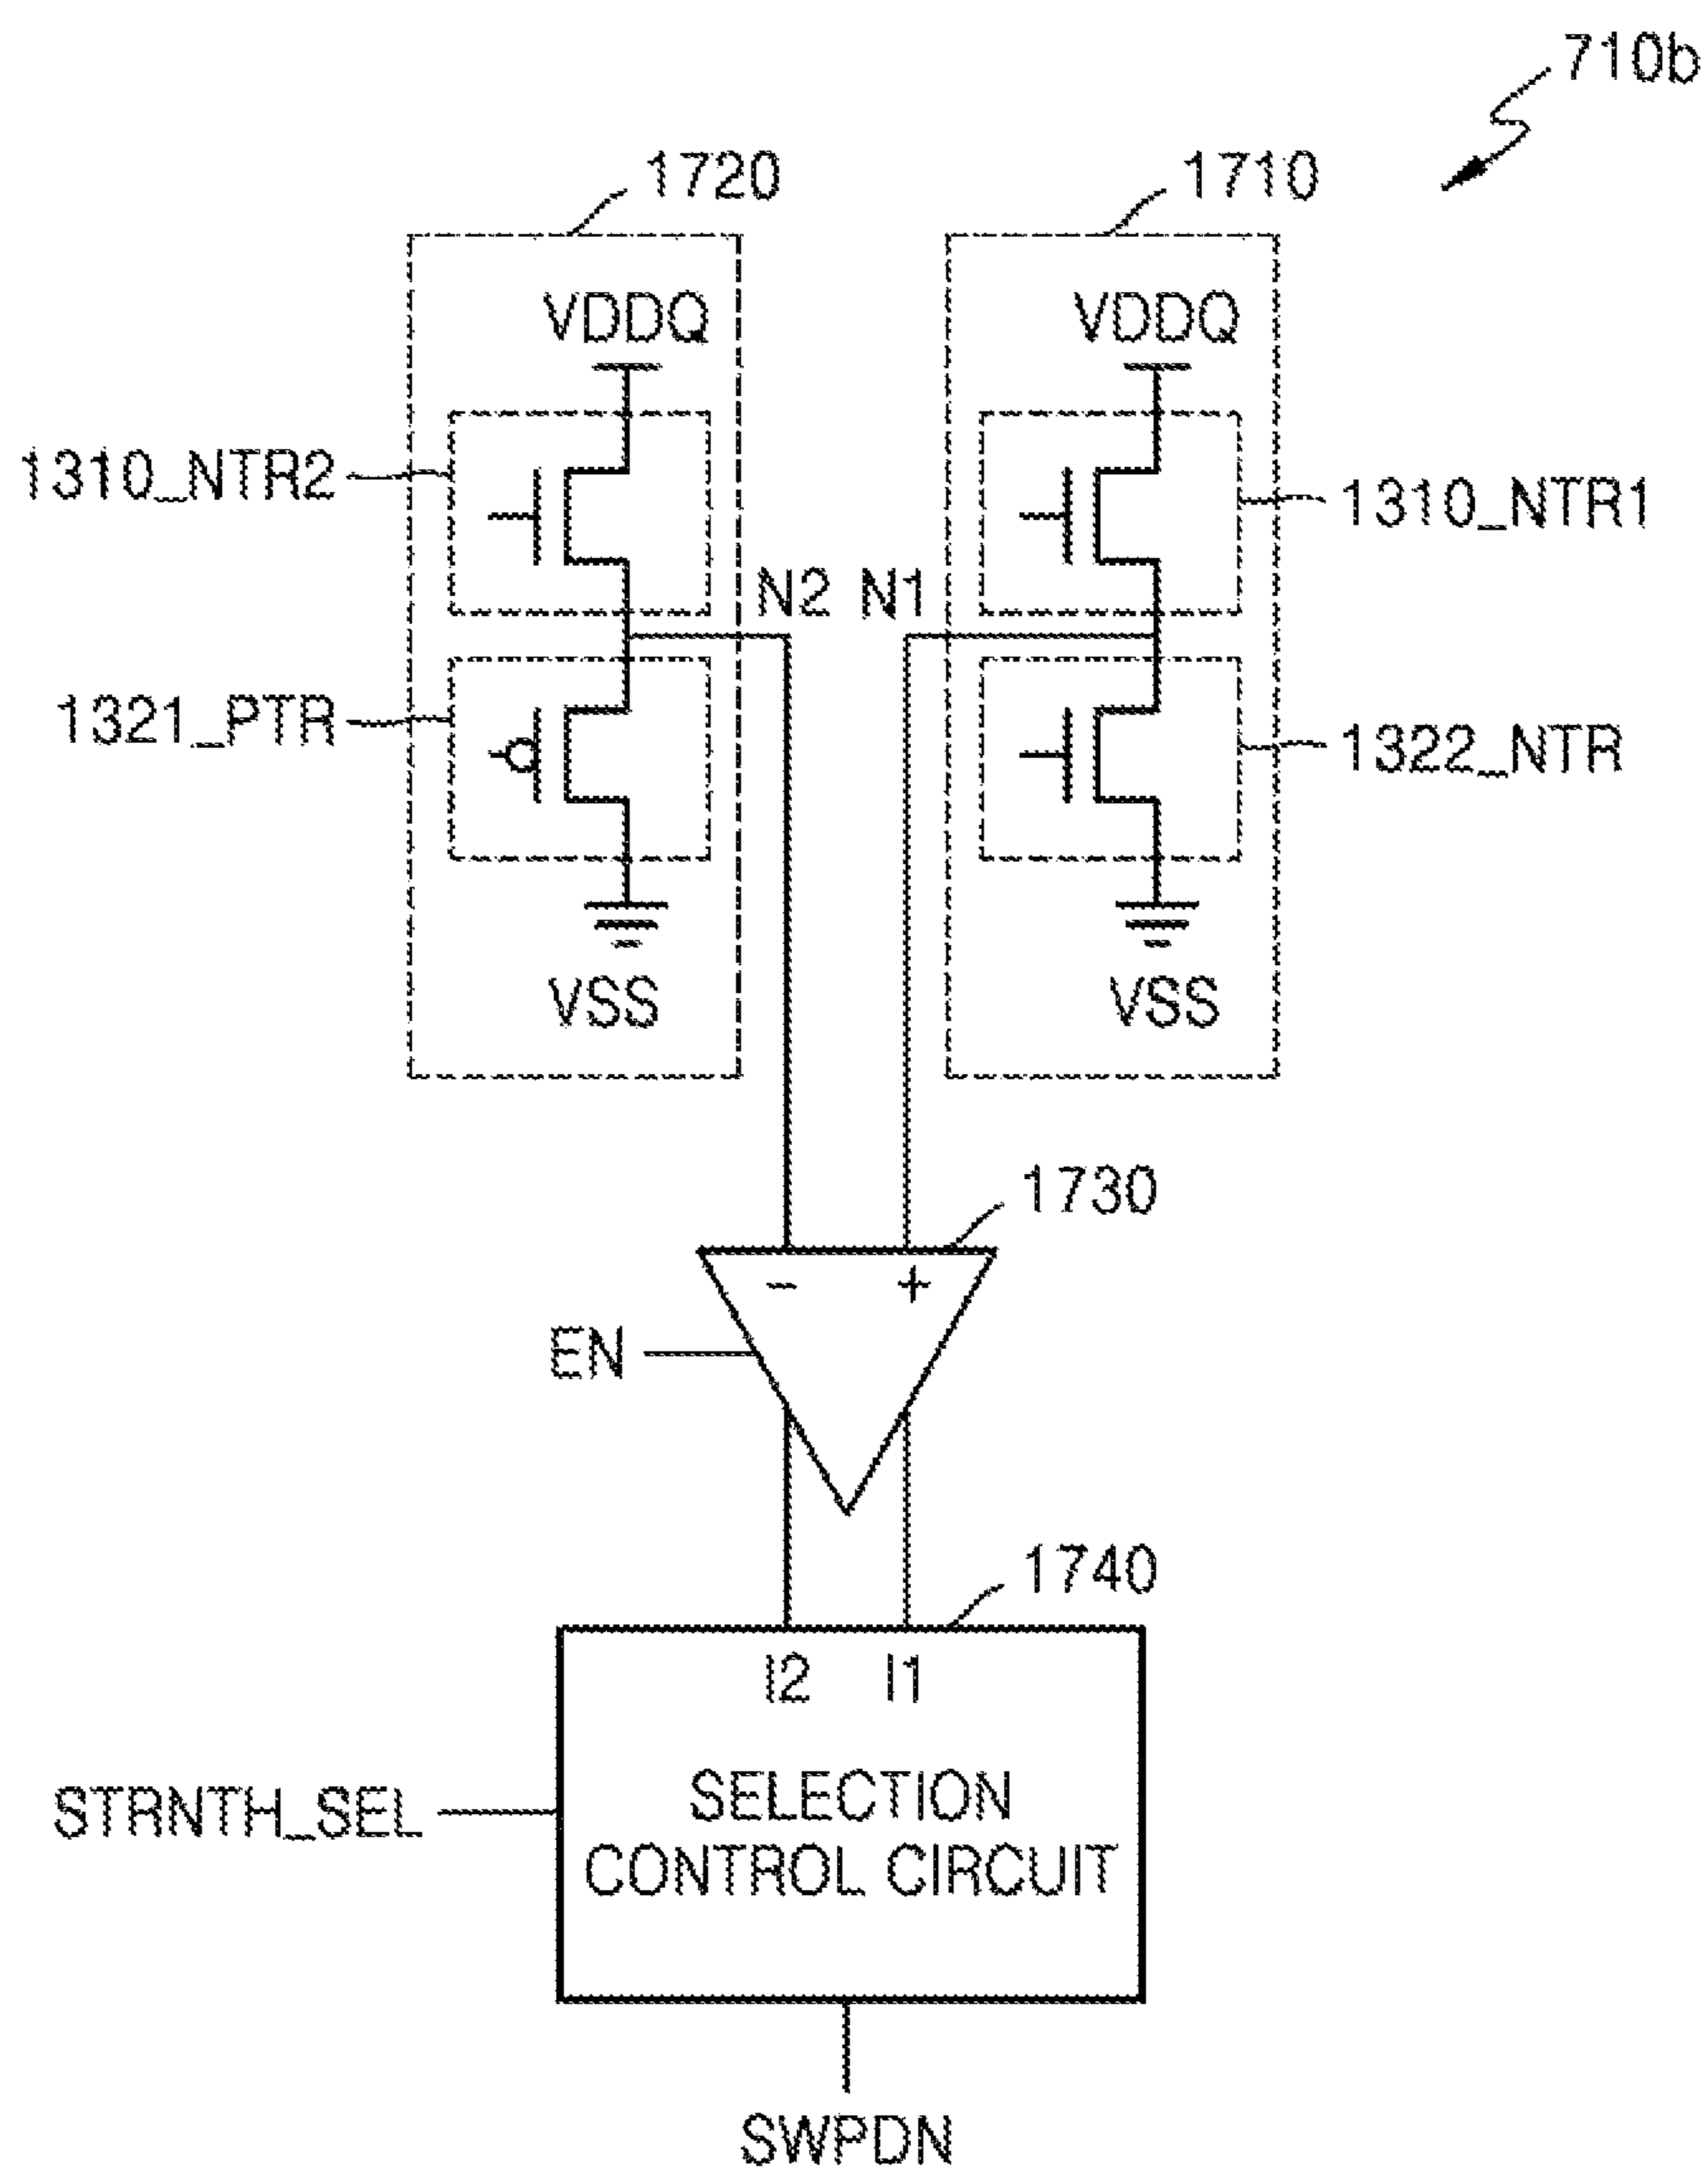 710b
1720
1710
VDDQ
VDDQ
1310_NTR2
1310_NTR1
N2
N1
1321_PTR
1322_NTR
VSS
VSS
1730
-
+
EN
1740
I2
I1
STRNTH_SEL
SELECTION
CONTROL CIRCUIT
SWPDN